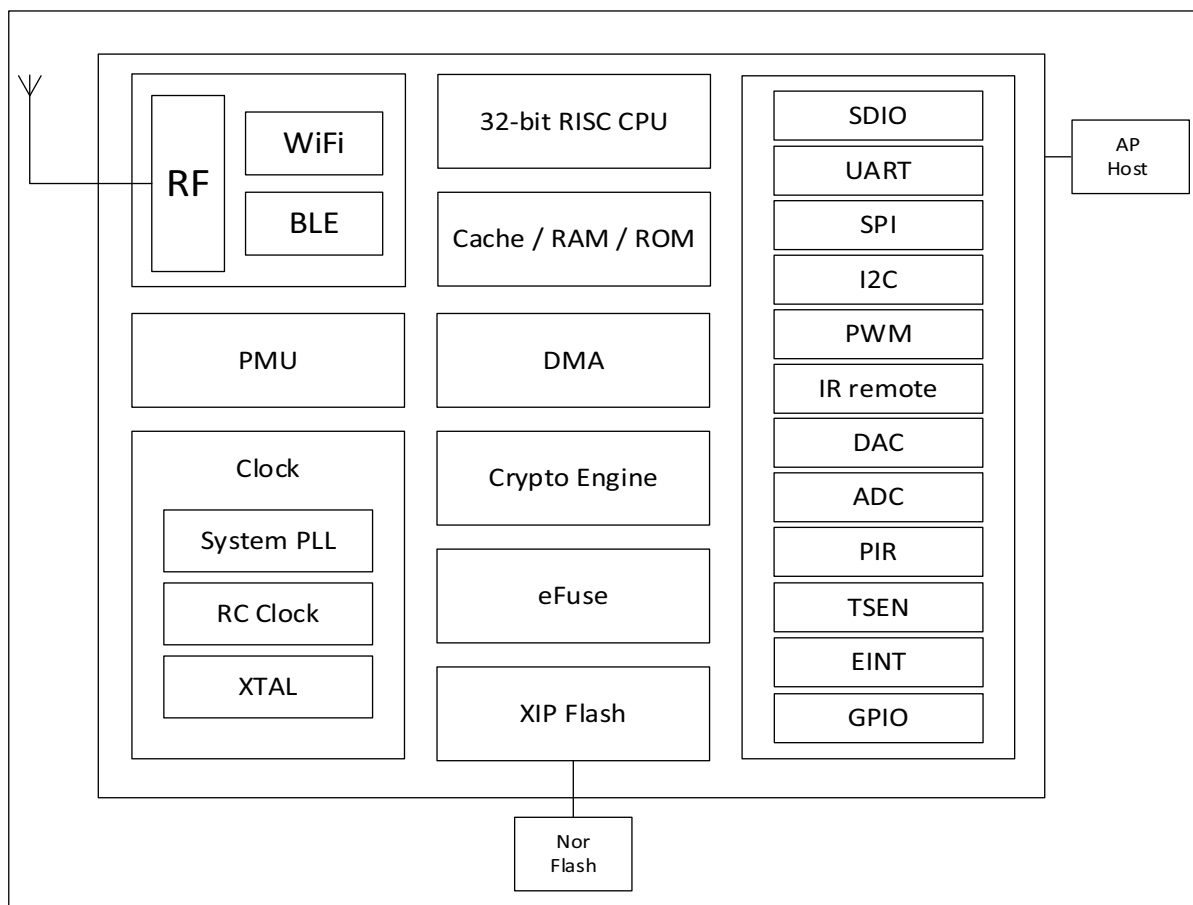 RF
WiFi
BLE
PMU
Clock
System PLL
RC Clock
XTAL
32-bit RISC CPU
Cache / RAM / ROM
DMA
Crypto Engine
eFuse
XIP Flash
SDIO
UART
SPI
I2C
PWM
IR remote
DAC
ADC
PIR
TSEN
EINT
GPIO
AP
Host
Nor
Flash